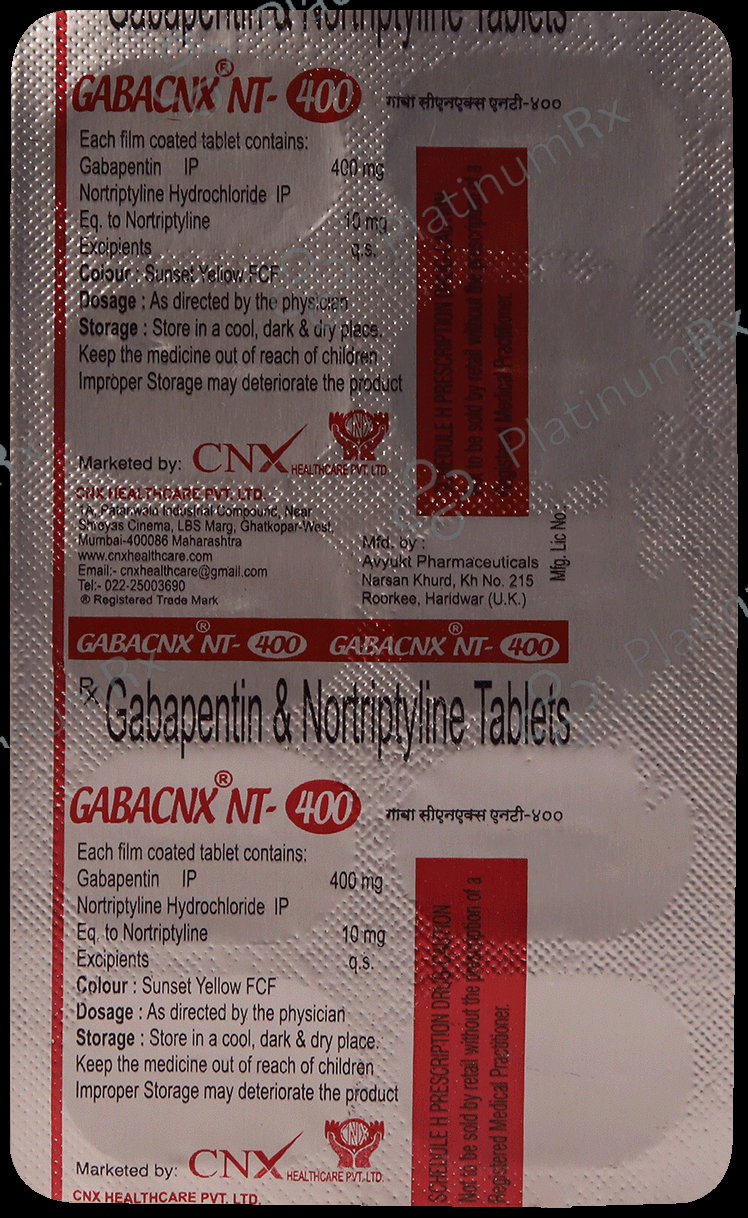 Gabapentin & Nortriptyline Tablets
GABACNX® NT- 400
गाबा सीएनएक्स एनटी-४००
Each film coated tablet contains:
Gabapentin IP 400 mg
Nortriptyline Hydrochloride IP
Eq. to Nortriptyline 10 mg
Excipients q.s.
Colour : Sunset Yellow FCF
Dosage : As directed by the physician
Storage : Store in a cool, dark & dry place.
Keep the medicine out of reach of children
Improper Storage may deteriorate the product
SCHEDULE H PRESCRIPTION
to be sold by retail without the prescription of a
Registered Medical Practitioner.
Marketed by: CNX
HEALTHCARE PVT. LTD.
CNX HEALTHCARE PVT. LTD.
1A, Patanwala Industrial Compound, Near
Shreyas Cinema, LBS Marg, Ghatkopar-West,
Mumbai-400086 Maharashtra
www.cnxhealthcare.com
Email:- cnxhealthcare@gmail.com
Tel:- 022-25003690
® Registered Trade Mark
Mfd. by :
Avyukt Pharmaceuticals
Narsan Khurd, Kh No. 215
Roorkee, Haridwar (U.K.)
Mfg. Lic No.:
GABACNX® NT- 400 GABACNX® NT- 400
Rx Gabapentin & Nortriptyline Tablets
GABACNX® NT- 400
गाबा सीएनएक्स एनटी-४००
Each film coated tablet contains:
Gabapentin IP 400 mg
Nortriptyline Hydrochloride IP
Eq. to Nortriptyline 10 mg
Excipients q.s.
Colour : Sunset Yellow FCF
Dosage : As directed by the physician
Storage : Store in a cool, dark & dry place.
Keep the medicine out of reach of children
Improper Storage may deteriorate the product
SCHEDULE H PRESCRIPTION DRUG-CAUTION
Not to be sold by retail without the prescription of a
Registered Medical Practitioner.
Marketed by: CNX
CNX
HEALTHCARE PVT. LTD.
CNX HEALTHCARE PVT. LTD.
PlatinumRx
PlatinumRx
PlatinumRx
PlatinumRx